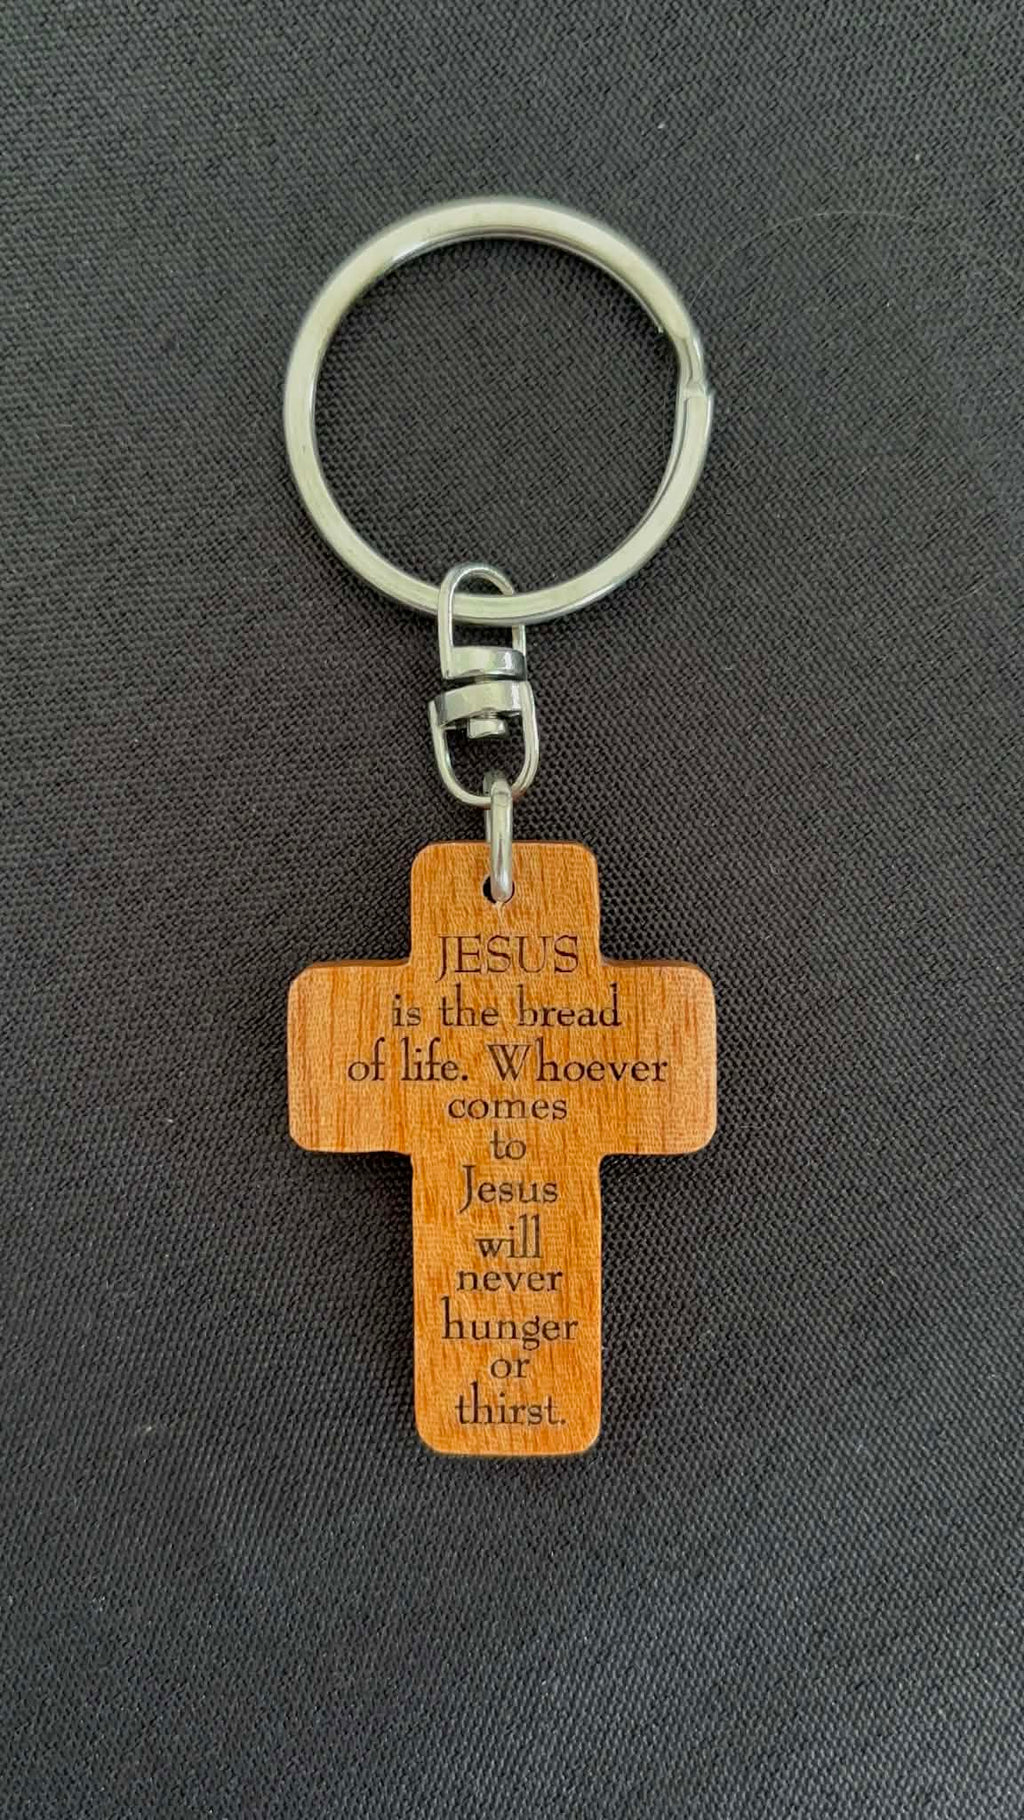 JESUS
is the bread
of life. Whoever
comes
to
Jesus
will
never
hunger
or
thirst.